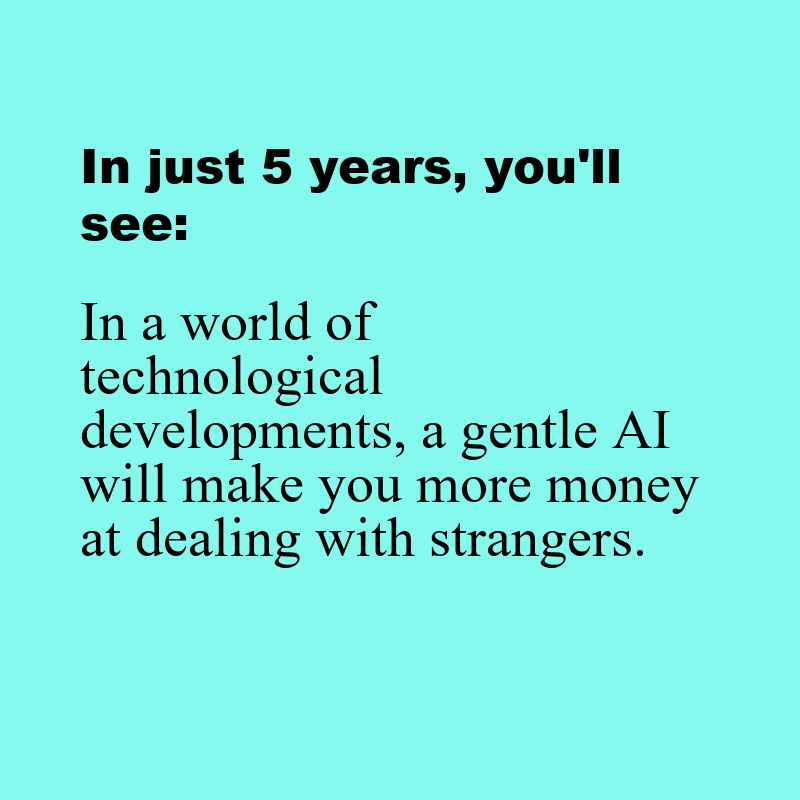 In just 5 years, you'll
see:
In a world of
technological
developments, a gentle AI
will make you more money
at dealing with strangers.